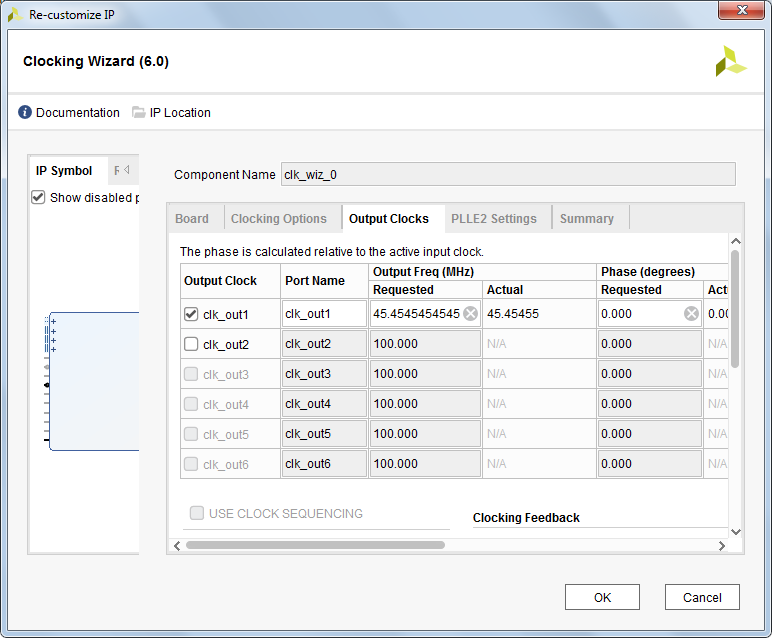 Re-customize IP
Clocking Wizard (6.0)
Documentation IP Location
IP Symbol
Show disabled
Component Name clk_wiz_0
Board Clocking Options Output Clocks PLLE2 Settings Summary
The phase is calculated relative to the active input clock.
Output Clock Port Name Output Freq (MHz) Phase (degrees)
Requested Actual Requested
clk_out1 clk_out1 45.4545454545 45.45455 0.000
clk_out2 clk_out2 100.000 N/A 0.000 N/A
clk_out3 clk_out3 100.000 N/A 0.000 N/A
clk_out4 clk_out4 100.000 N/A 0.000 N/A
clk_out5 clk_out5 100.000 N/A 0.000 N/A
clk_out6 clk_out6 100.000 N/A 0.000 N/A
USE CLOCK SEQUENCING
Clocking Feedback
OK Cancel